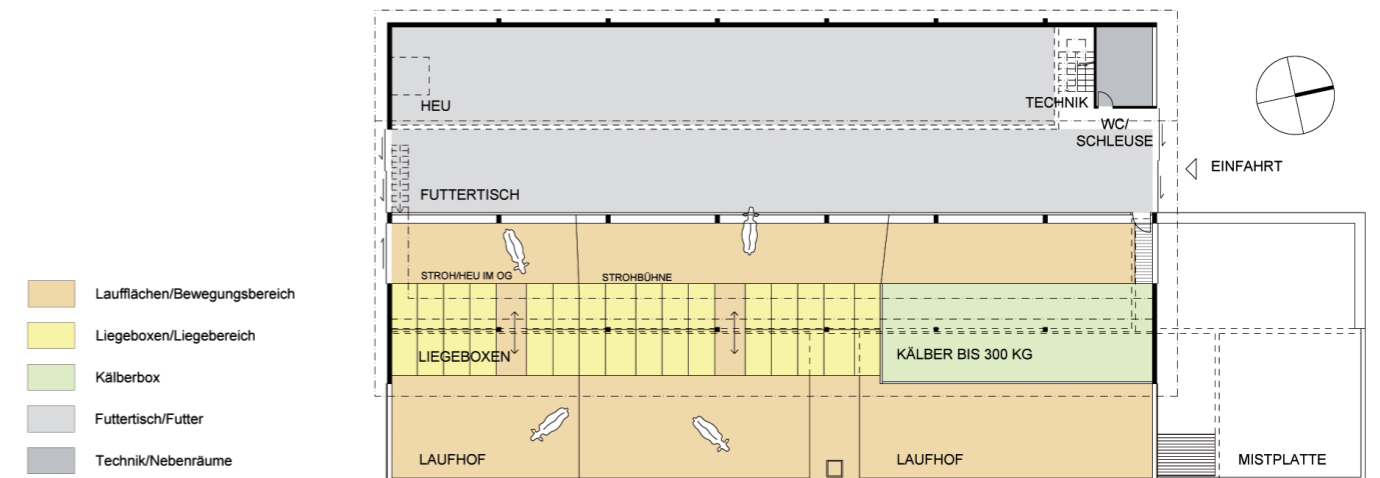 HEU
TECHNIK
WC/
SCHLEUSE
EINFAHRT
FUTTERTISCH
STROH/HEU IM OG
STROHBÜHNE
LIEGEBOXEN
KÄLBER BIS 300 KG
LAUFHOF
LAUFHOF
MISTPLATTE
Laufflächen/Bewegungsbereich
Liegeboxen/Liegebereich
Kälberbox
Futtertisch/Futter
Technik/Nebenräume